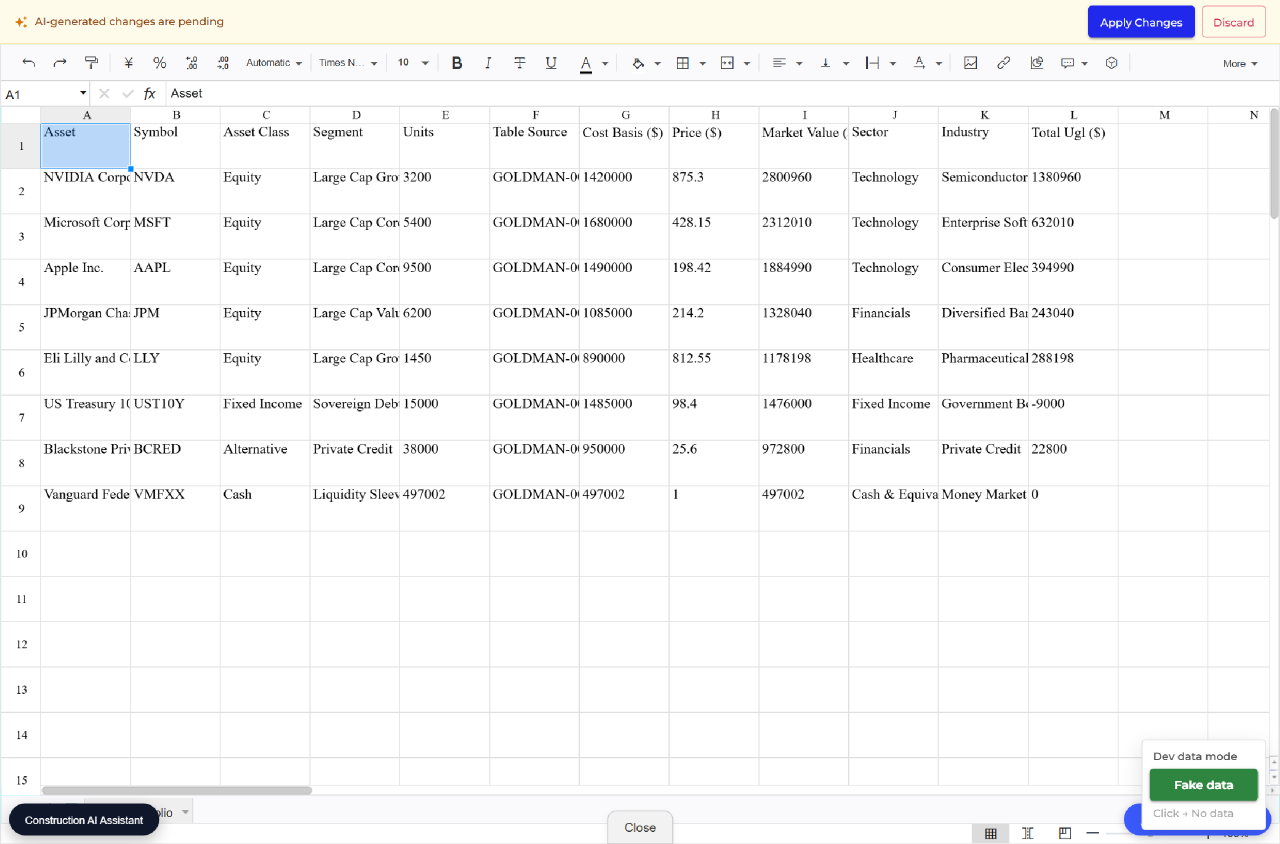 AI-generated changes are pending
Apply Changes
Discard
¥ % .00 .00 Automatic Times N... 10 B I T U A A More
A1 fx Asset
A B C D E F G H I J K L M N
1 Asset Symbol Asset Class Segment Units Table Source Cost Basis ($) Price ($) Market Value ( Sector Industry Total Ugl ($)
2 NVIDIA Corpo NVDA Equity Large Cap Gro 3200 GOLDMAN-0 1420000 875.3 2800960 Technology Semiconductor 1380960
3 Microsoft Corp MSFT Equity Large Cap Cor 5400 GOLDMAN-0 1680000 428.15 2312010 Technology Enterprise Soft 632010
4 Apple Inc. AAPL Equity Large Cap Cor 9500 GOLDMAN-0 1490000 198.42 1884990 Technology Consumer Elec 394990
5 JPMorgan Cha JPM Equity Large Cap Valu 6200 GOLDMAN-0 1085000 214.2 1328040 Financials Diversified Ba 243040
6 Eli Lilly and C LLY Equity Large Cap Gro 1450 GOLDMAN-0 890000 812.55 1178198 Healthcare Pharmaceutical 288198
7 US Treasury 10 UST10Y Fixed Income Sovereign Deb 15000 GOLDMAN-0 1485000 98.4 1476000 Fixed Income Government B -9000
8 Blackstone Pri BCRED Alternative Private Credit 38000 GOLDMAN-0 950000 25.6 972800 Financials Private Credit 22800
9 Vanguard Fede VMFXX Cash Liquidity Sleev 497002 GOLDMAN-0 497002 1 497002 Cash & Equiva Money Market 0
10
11
12
13
14
15
Dev data mode
Fake data
Click → No data
Construction AI Assistant
olio
Close